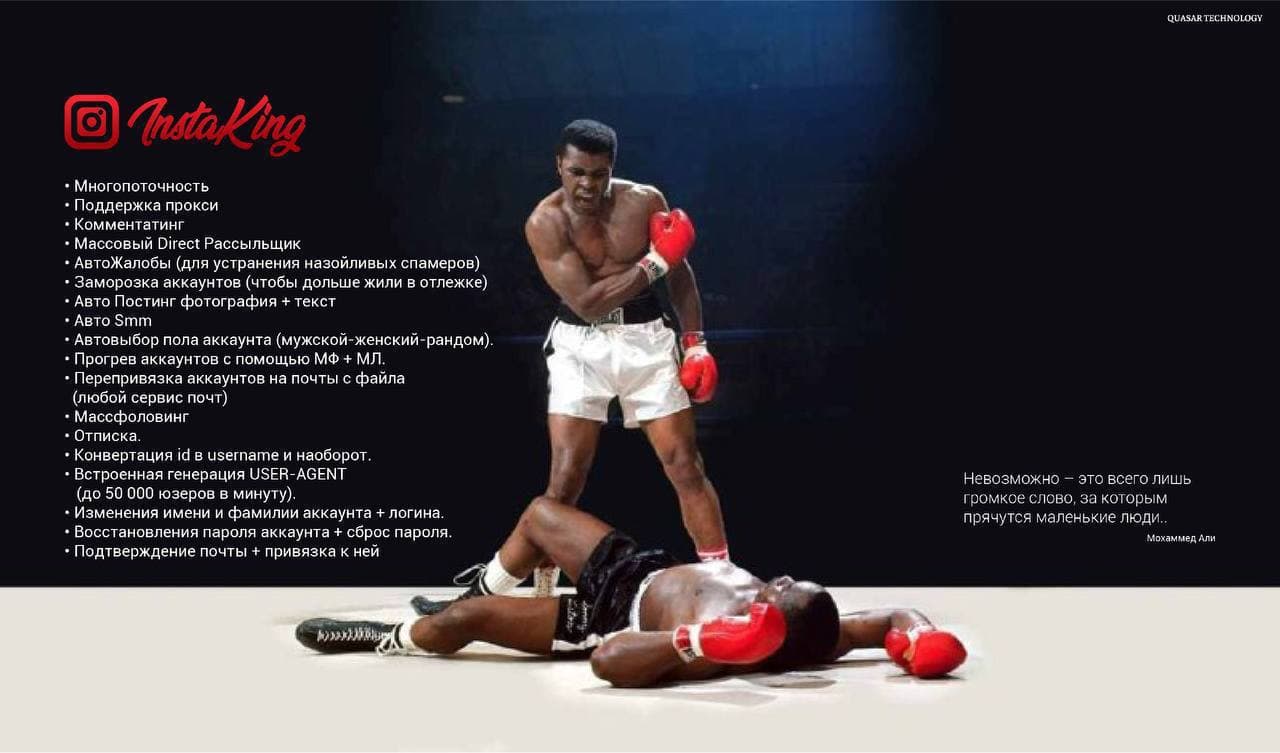 QUASAR TECHNOLOGY
InstaKing
• Многопоточность
• Поддержка прокси
• Комментатинг
• Массовый Direct Рассыльщик
• АвтоЖалобы (для устранения назойливых спамеров)
• Заморозка аккаунтов (чтобы дольше жили в отлежке)
• Авто Постинг фотография + текст
• Авто Smm
• Автовыбор пола аккаунта (мужской-женский-рандом).
• Прогрев аккаунтов с помощью МФ + МЛ.
• Перепривязка аккаунтов на почты с файла
(любой сервис почт)
• Массфоловинг
• Отписка.
• Конвертация id в username и наоборот.
• Встроенная генерация USER-AGENT
(до 50 000 юзеров в минуту).
• Изменения имени и фамилии аккаунта + логина.
• Восстановления пароля аккаунта + сброс пароля.
• Подтверждение почты + привязка к ней
Невозможно – это всего лишь
громкое слово, за которым
прячутся маленькие люди..
Мохаммед Али